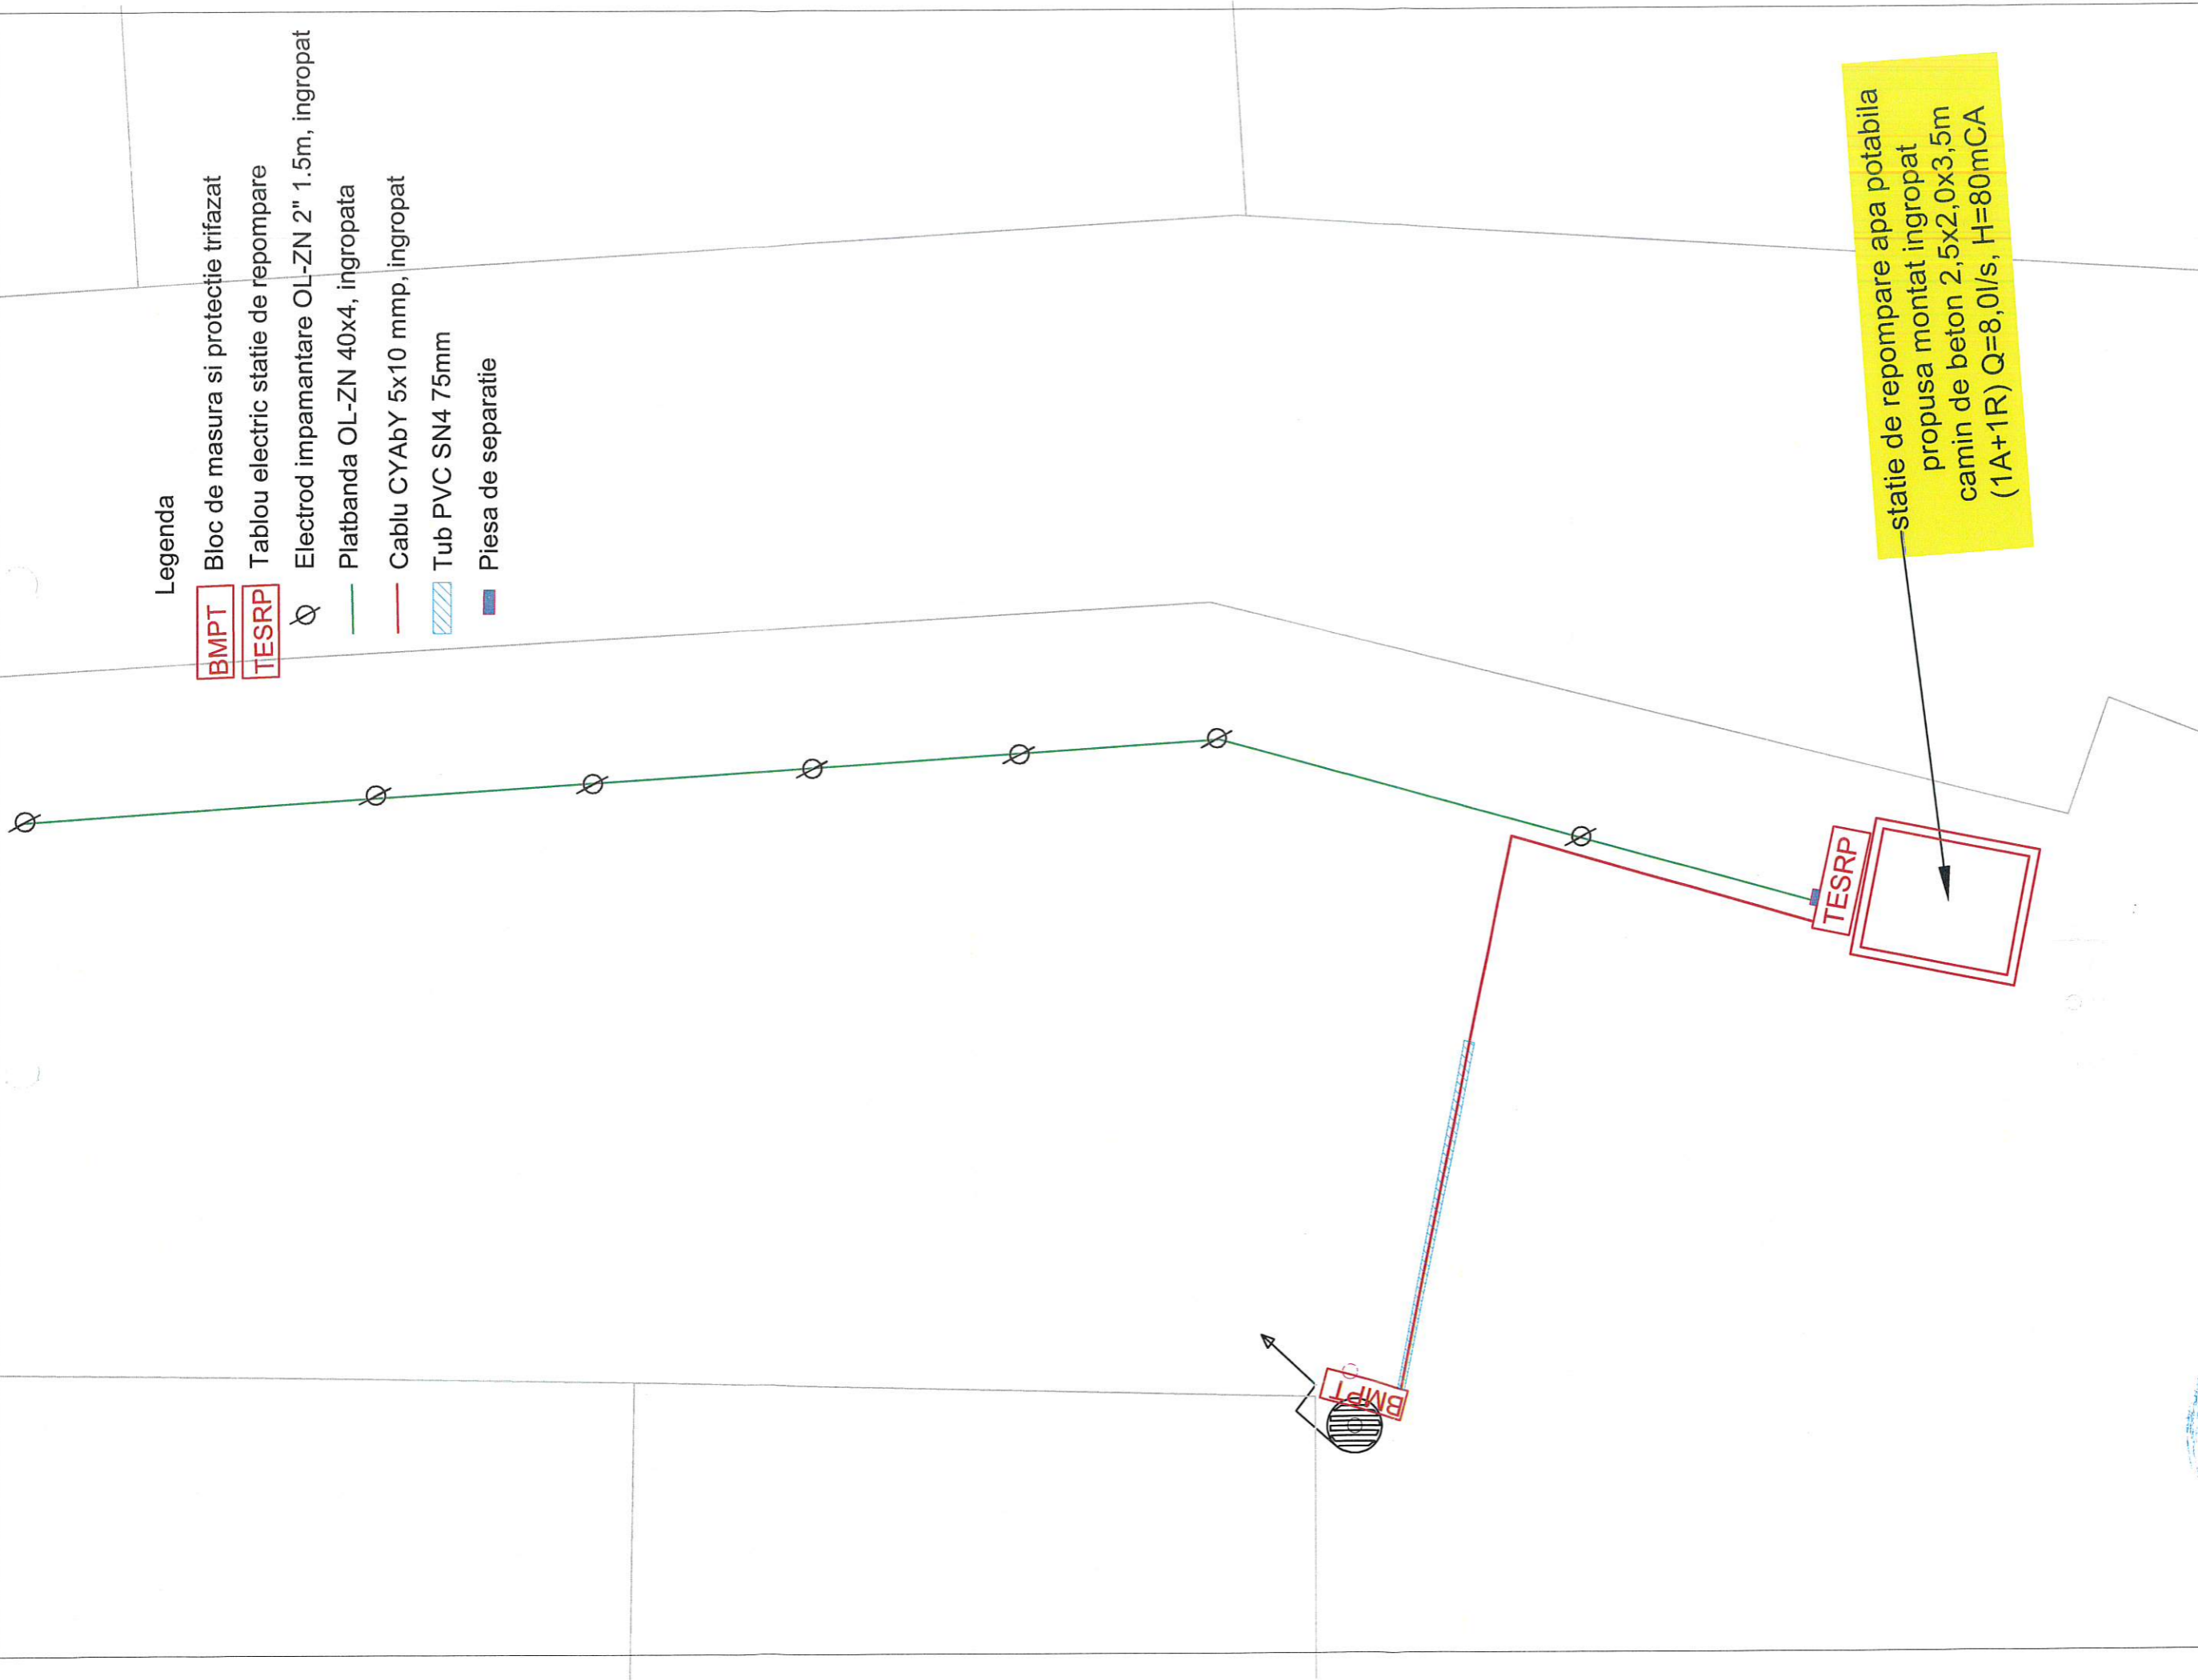 Legenda
BMPT Bloc de masura si protectie trifazat
TESRP Tablou electric statie de repompare
Electrod impamantare OL-ZN 2" 1.5m, ingropat
Platbanda OL-ZN 40x4, ingropata
Cablu CYAbY 5x10 mmp, ingropat
Tub PVC SN4 75mm
Piesa de separatie
BMPT
TESRP
statie de repompare apa potabila
propusa montat ingropat
camin de beton 2,5x2,0x3,5m
(1A+1R) Q=8,0l/s, H=80mCA